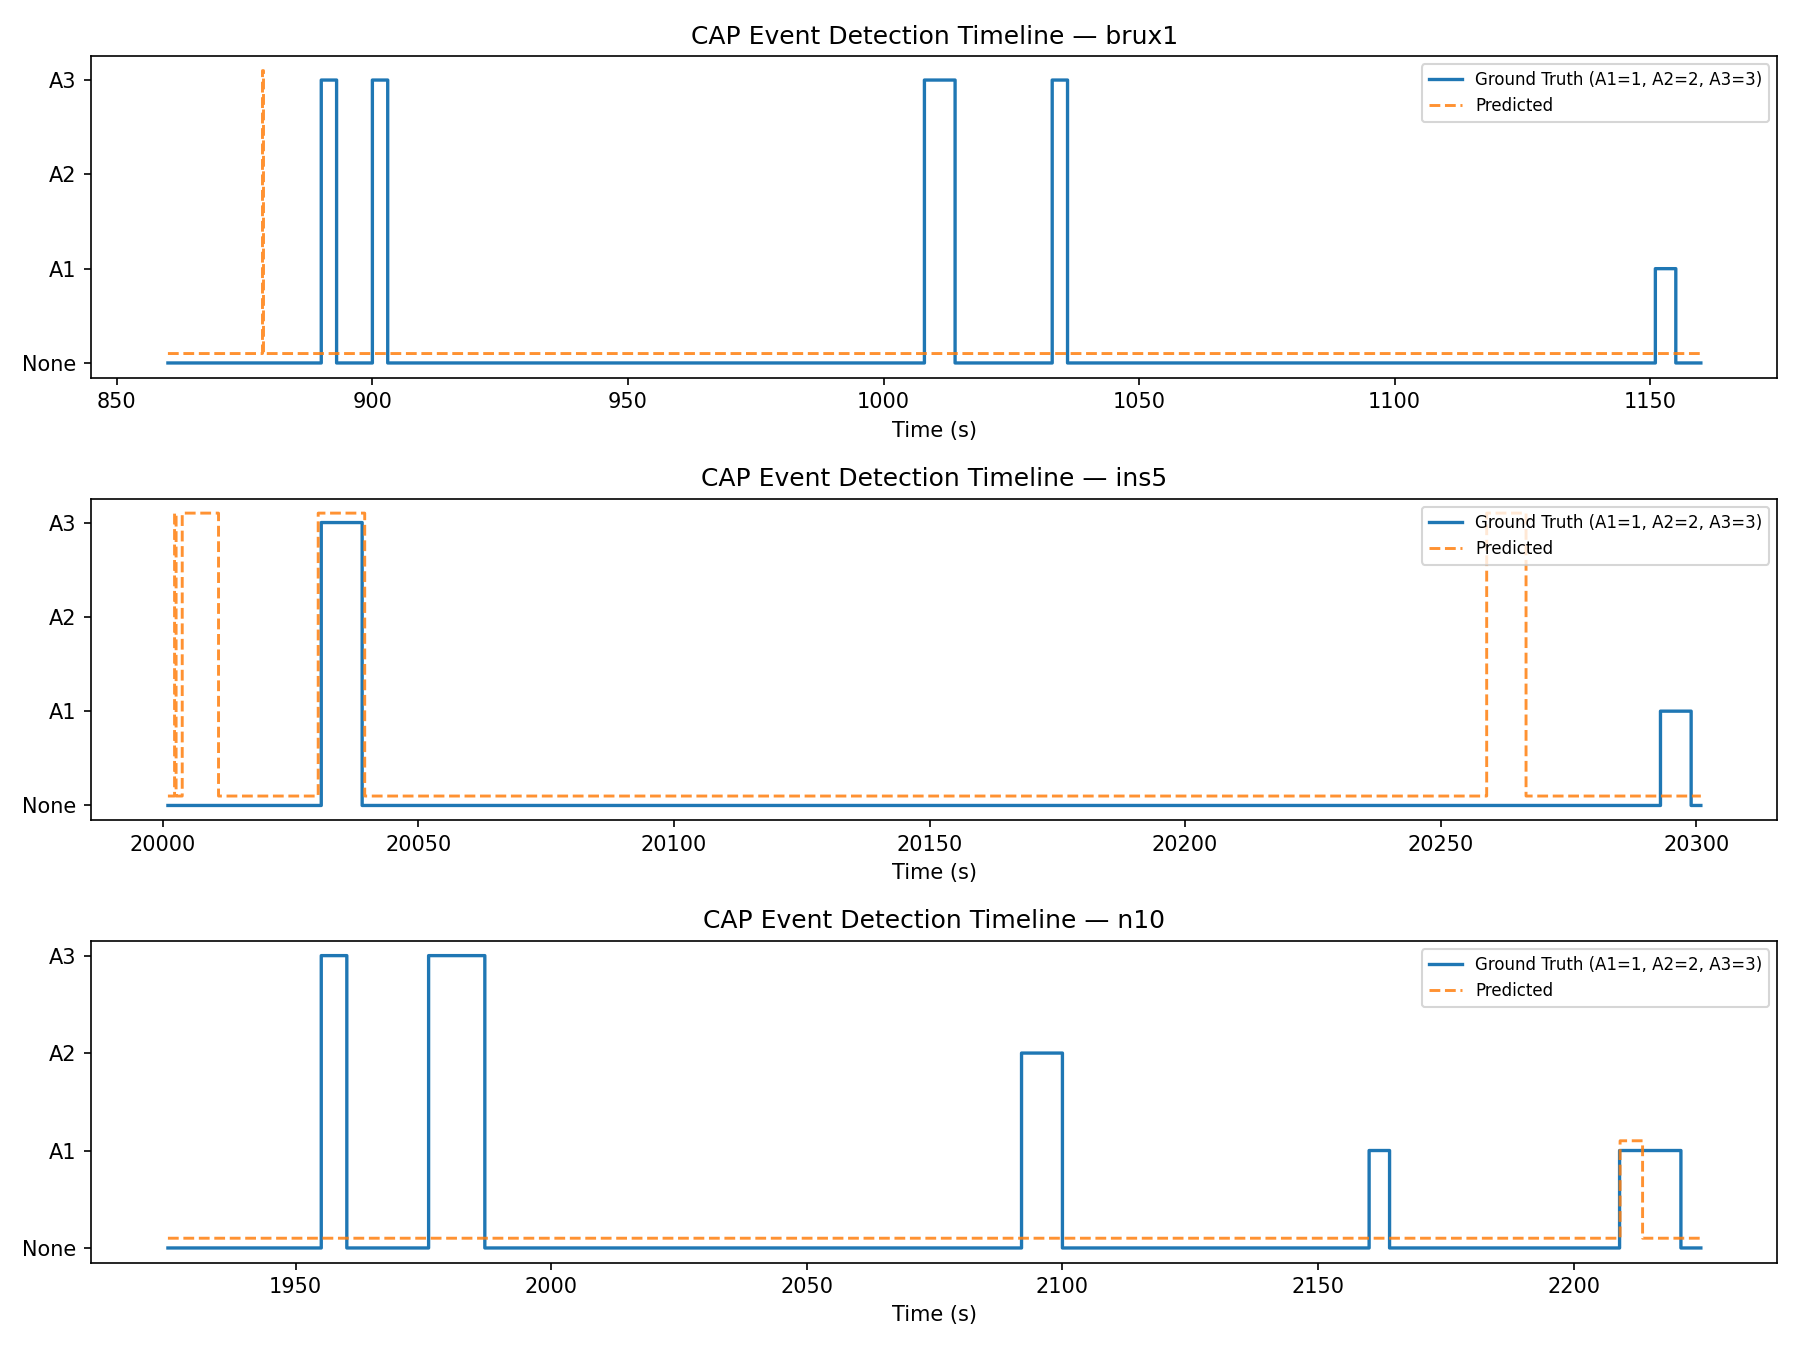 CAP Event Detection Timeline — brux1
A3
A2
A1
None
Ground Truth (A1=1, A2=2, A3=3)
Predicted
850 900 950 1000 1050 1100 1150
Time (s)
CAP Event Detection Timeline — ins5
A3
A2
A1
None
Ground Truth (A1=1, A2=2, A3=3)
Predicted
20000 20050 20100 20150 20200 20250 20300
Time (s)
CAP Event Detection Timeline — n10
A3
A2
A1
None
Ground Truth (A1=1, A2=2, A3=3)
Predicted
1950 2000 2050 2100 2150 2200
Time (s)